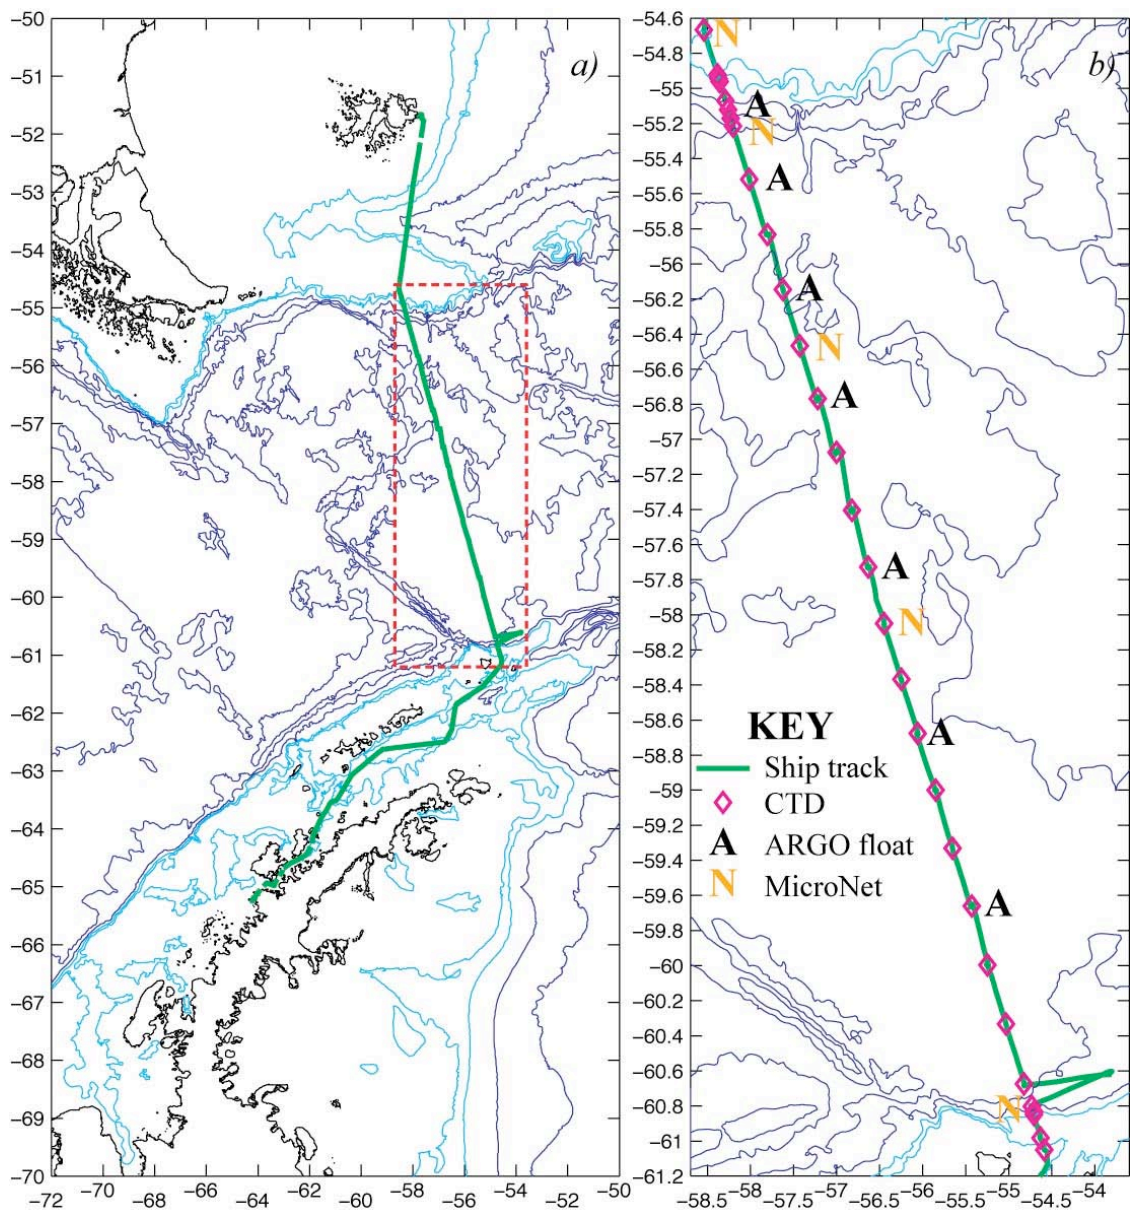 a)
−50
−51
−52
−53
−54
−55
−56
−57
−58
−59
−60
−61
−62
−63
−64
−65
−66
−67
−68
−69
−70
−72 −70 −68 −66 −64 −62 −60 −58 −56 −54 −52 −50
b)
−54.6
−54.8
−55
−55.2
−55.4
−55.6
−55.8
−56
−56.2
−56.4
−56.6
−56.8
−57
−57.2
−57.4
−57.6
−57.8
−58
−58.2
−58.4
−58.6
−58.8
−59
−59.2
−59.4
−59.6
−59.8
−60
−60.2
−60.4
−60.6
−60.8
−61
−61.2
−58.5 −58 −57.5 −57 −56.5 −56 −55.5 −55 −54.5 −54
N
A
N
A
A
N
A
A
N
A
A
N
KEY
Ship track
CTD
A ARGO float
N MicroNet